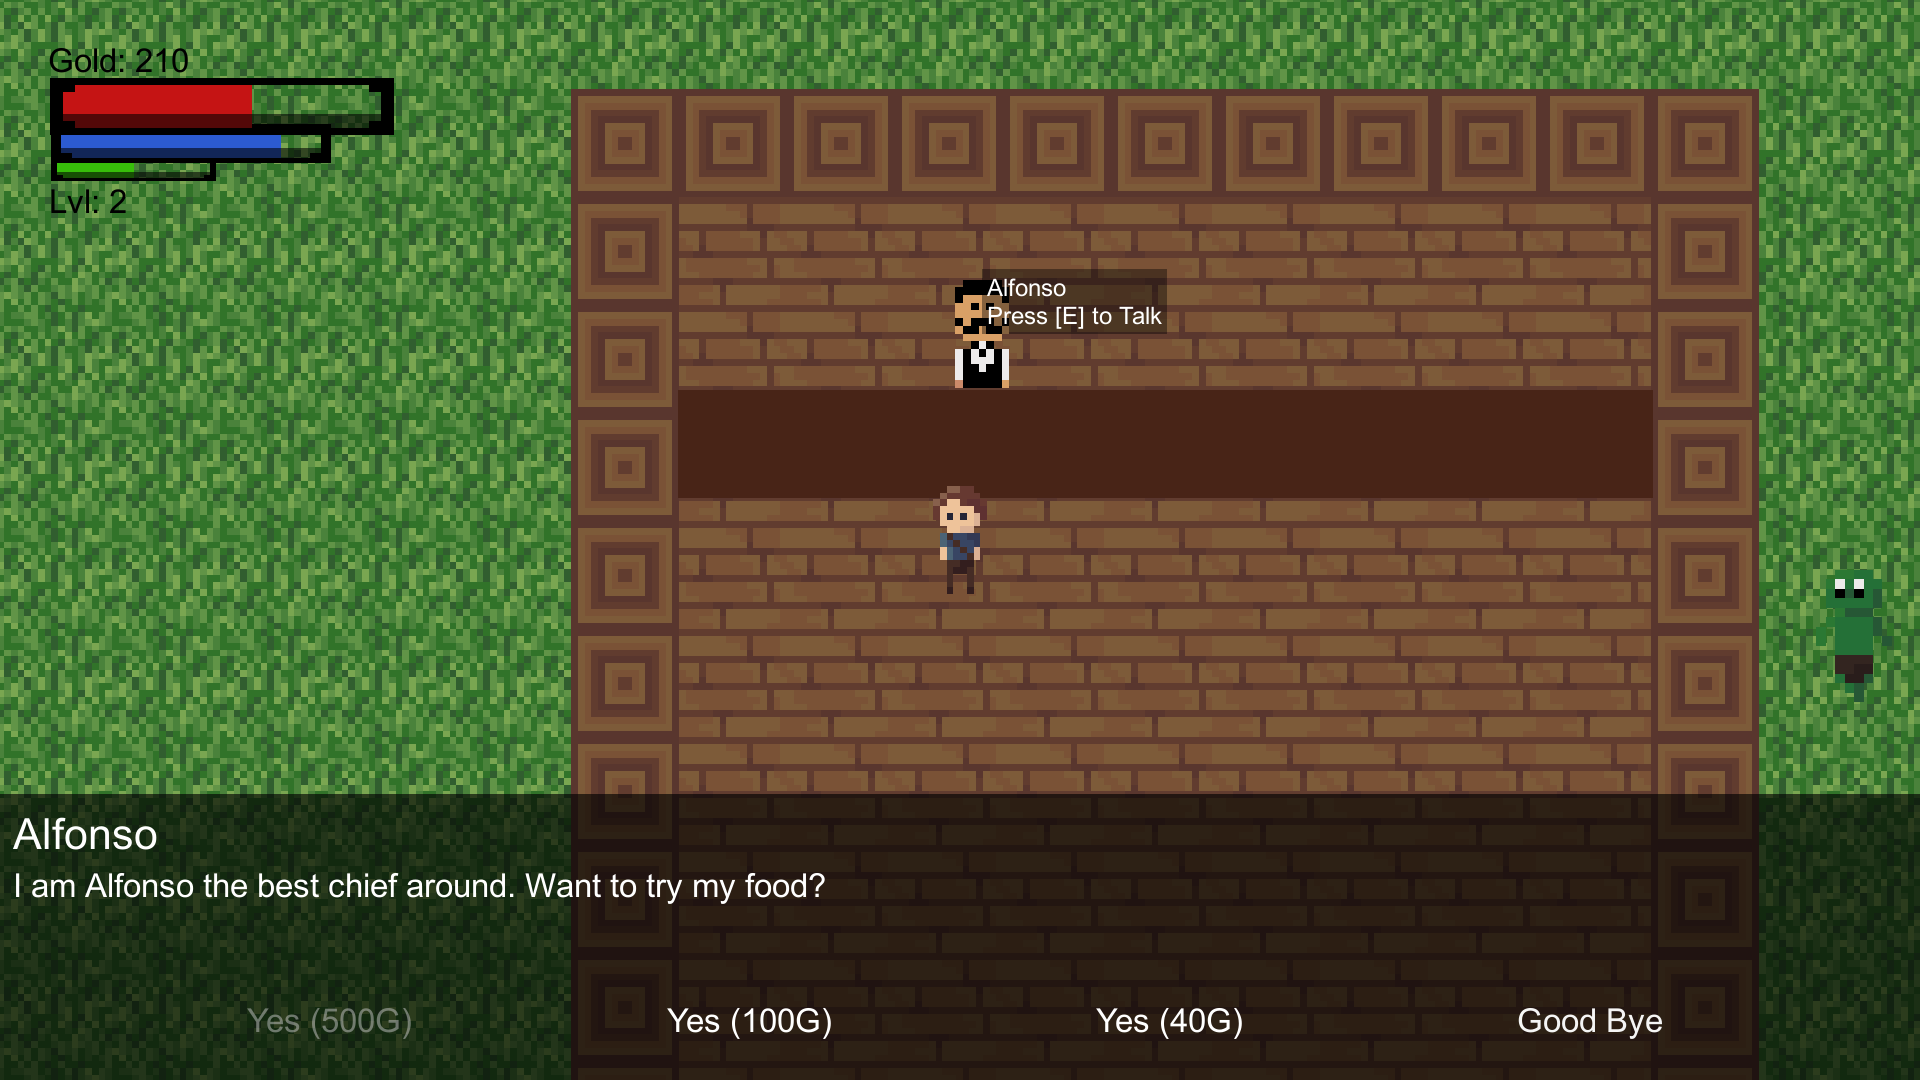 Gold: 210
Lvl: 2
Alfonso
Press [E] to Talk
Alfonso
I am Alfonso the best chief around. Want to try my food?
Yes (500G)
Yes (100G)
Yes (40G)
Good Bye